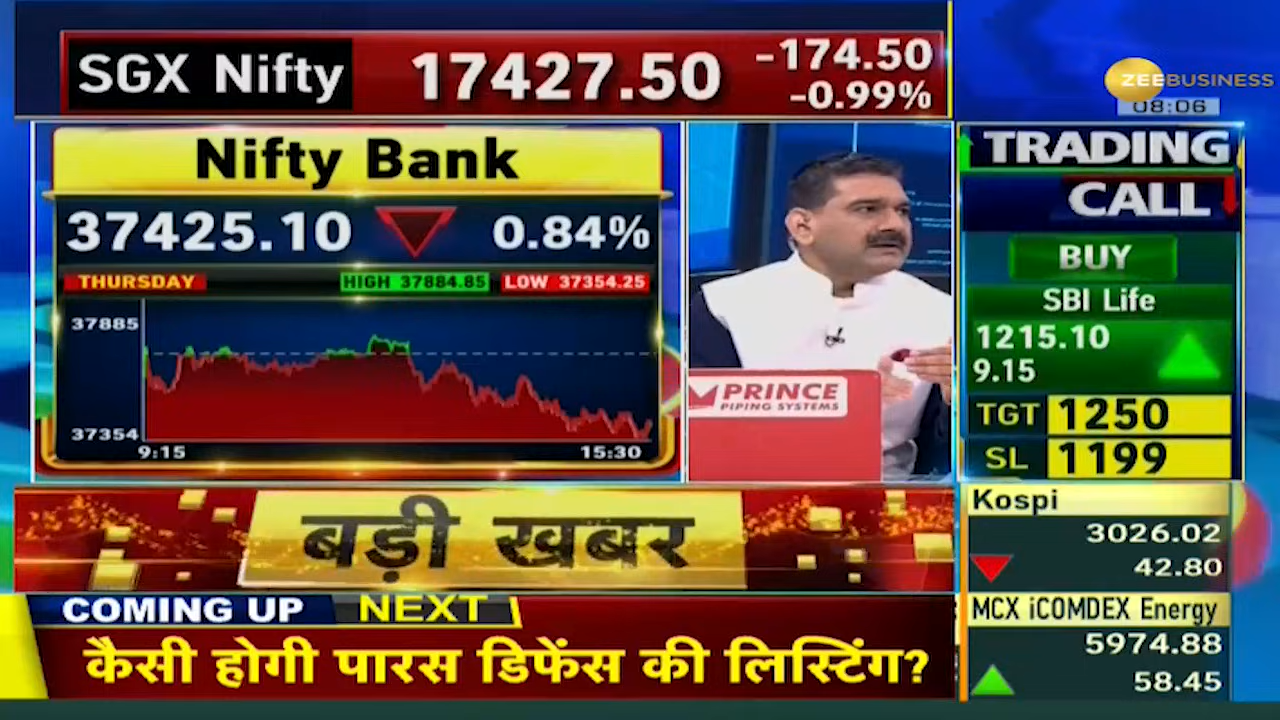 SGX Nifty 17427.50 -174.50
-0.99%
ZEEBUSINESS
08:06
Nifty Bank
37425.10 0.84%
THURSDAY HIGH 37884.85 LOW 37354.25
37885
37354
9:15 15:30
PRINCE
PIPING SYSTEMS
TRADING
CALL
BUY
SBI Life
1215.10
9.15
TGT 1250
SL 1199
Kospi
3026.02
42.80
MCX iCOMDEX Energy
5974.88
58.45
बड़ी खबर
COMING UP NEXT
कैसी होगी पारस डिफेंस की लिस्टिंग?